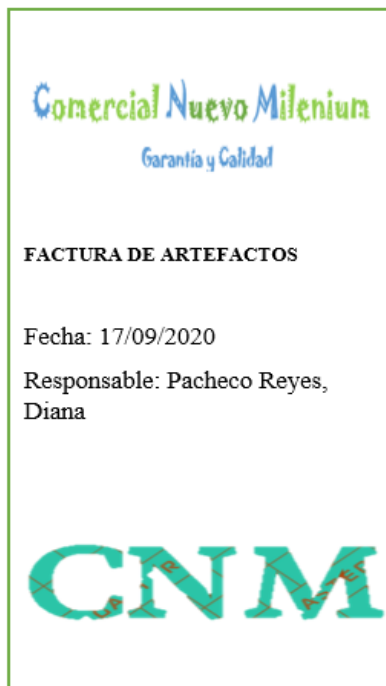 Comercial Nuevo Milenium
Garantía y Calidad
FACTURA DE ARTEFACTOS
Fecha: 17/09/2020
Responsable: Pacheco Reyes,
Diana
CNM